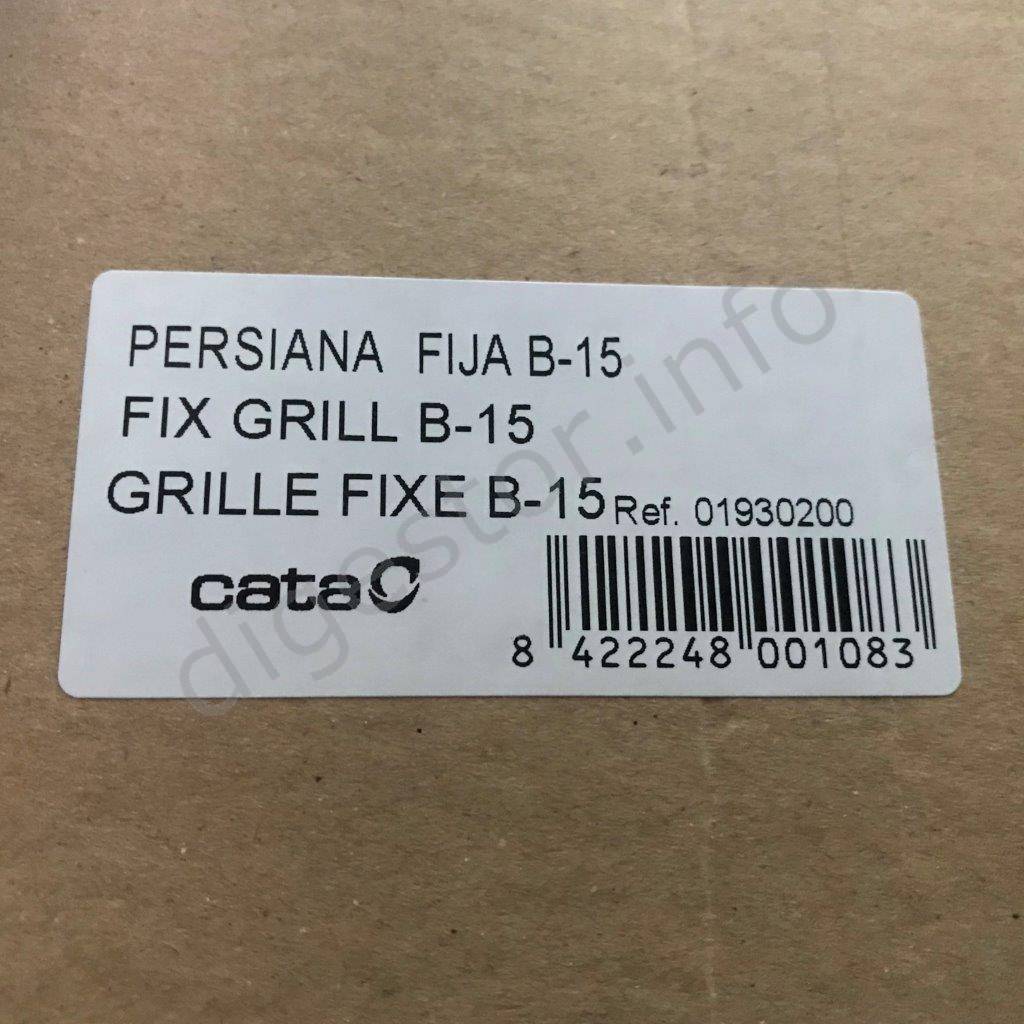 PERSIANA FIJA B-15
FIX GRILL B-15
GRILLE FIXE B-15 Ref. 01930200
cata
8 422248 001083
digestor.info